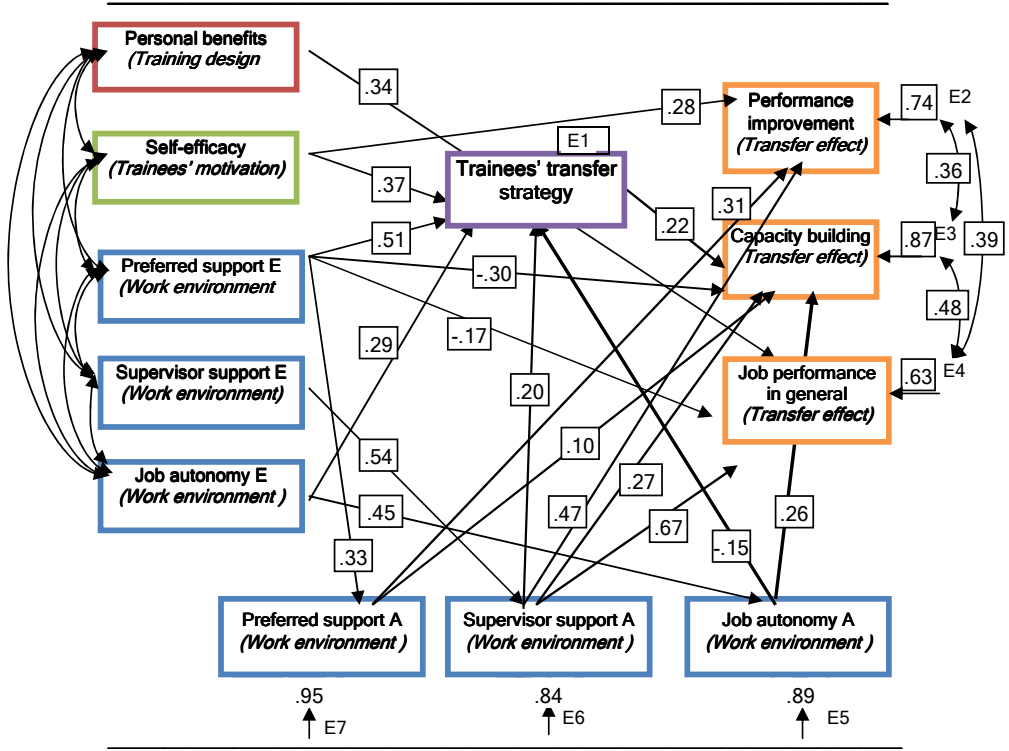 Personal benefits
(Training design
.34
.28
.74
E2
Performance
improvement
(Transfer effect)
Self-efficacy
(Trainees' motivation)
E1
Trainees' transfer
strategy
.37
.36
.31
.22
.51
Capacity building
(Transfer effect)
.87
E3
.39
Preferred support E
(Work environment
-.30
.48
-.17
.29
Supervisor support E
(Work environment)
Job performance
in general
(Transfer effect)
.63
E4
.20
.10
.54
Job autonomy E
(Work environment )
.27
.45
.47
.67
.26
-.15
.33
Preferred support A
(Work environment )
Supervisor support A
(Work environment )
Job autonomy A
(Work environment )
.95
.84
.89
E7
E6
E5